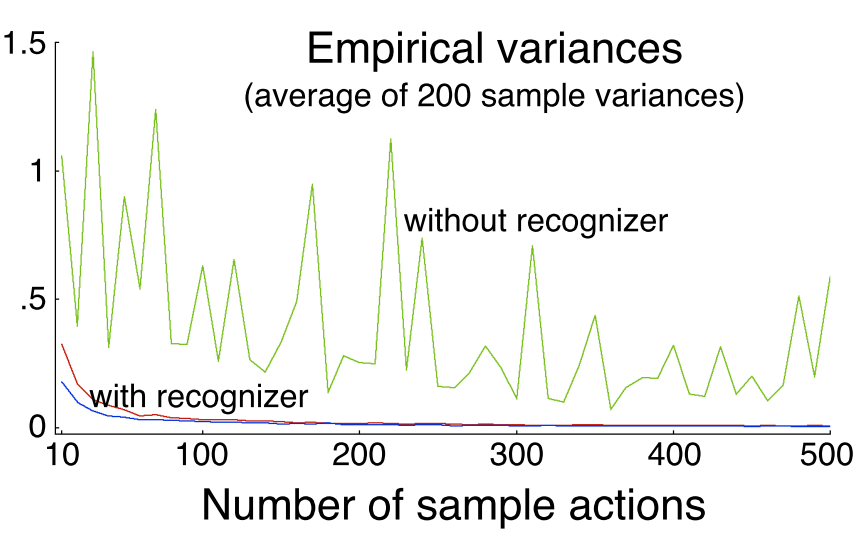 Empirical variances
(average of 200 sample variances)
1.5
1
.5
0
without recognizer
with recognizer
10 100 200 300 400 500
Number of sample actions